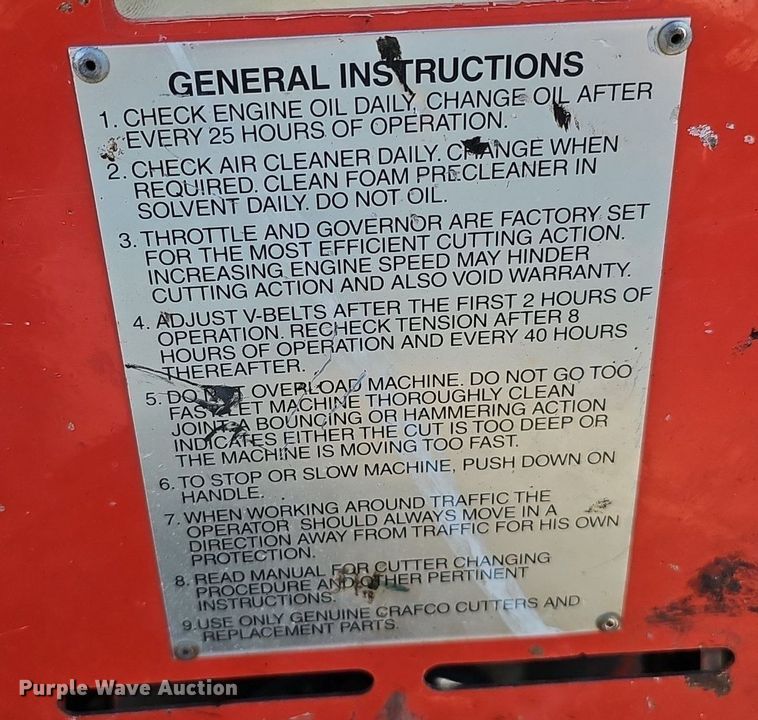 GENERAL INSTRUCTIONS
1. CHECK ENGINE OIL DAILY, CHANGE OIL AFTER
EVERY 25 HOURS OF OPERATION.
2. CHECK AIR CLEANER DAILY. CHANGE WHEN
REQUIRED. CLEAN FOAM PRECLEANER IN
SOLVENT DAILY. DO NOT OIL.
3. THROTTLE AND GOVERNOR ARE FACTORY SET
FOR THE MOST EFFICIENT CUTTING ACTION.
INCREASING ENGINE SPEED MAY HINDER
CUTTING ACTION AND ALSO VOID WARRANTY.
4. ADJUST V-BELTS AFTER THE FIRST 2 HOURS OF
OPERATION. RECHECK TENSION AFTER 8
HOURS OF OPERATION AND EVERY 40 HOURS
THEREAFTER.
5. DO NOT OVERLOAD MACHINE. DO NOT GO TOO
FAST. LET MACHINE THOROUGHLY CLEAN
JOINT. A BOUNCING OR HAMMERING ACTION
INDICATES EITHER THE CUT IS TOO DEEP OR
THE MACHINE IS MOVING TOO FAST.
6. TO STOP OR SLOW MACHINE, PUSH DOWN ON
HANDLE.
7. WHEN WORKING AROUND TRAFFIC THE
OPERATOR SHOULD ALWAYS MOVE IN A
DIRECTION AWAY FROM TRAFFIC FOR HIS OWN
PROTECTION.
8. READ MANUAL FOR CUTTER CHANGING
PROCEDURE AND OTHER PERTINENT
INSTRUCTIONS.
9. USE ONLY GENUINE CRAFCO CUTTERS AND
REPLACEMENT PARTS.
Purple Wave Auction